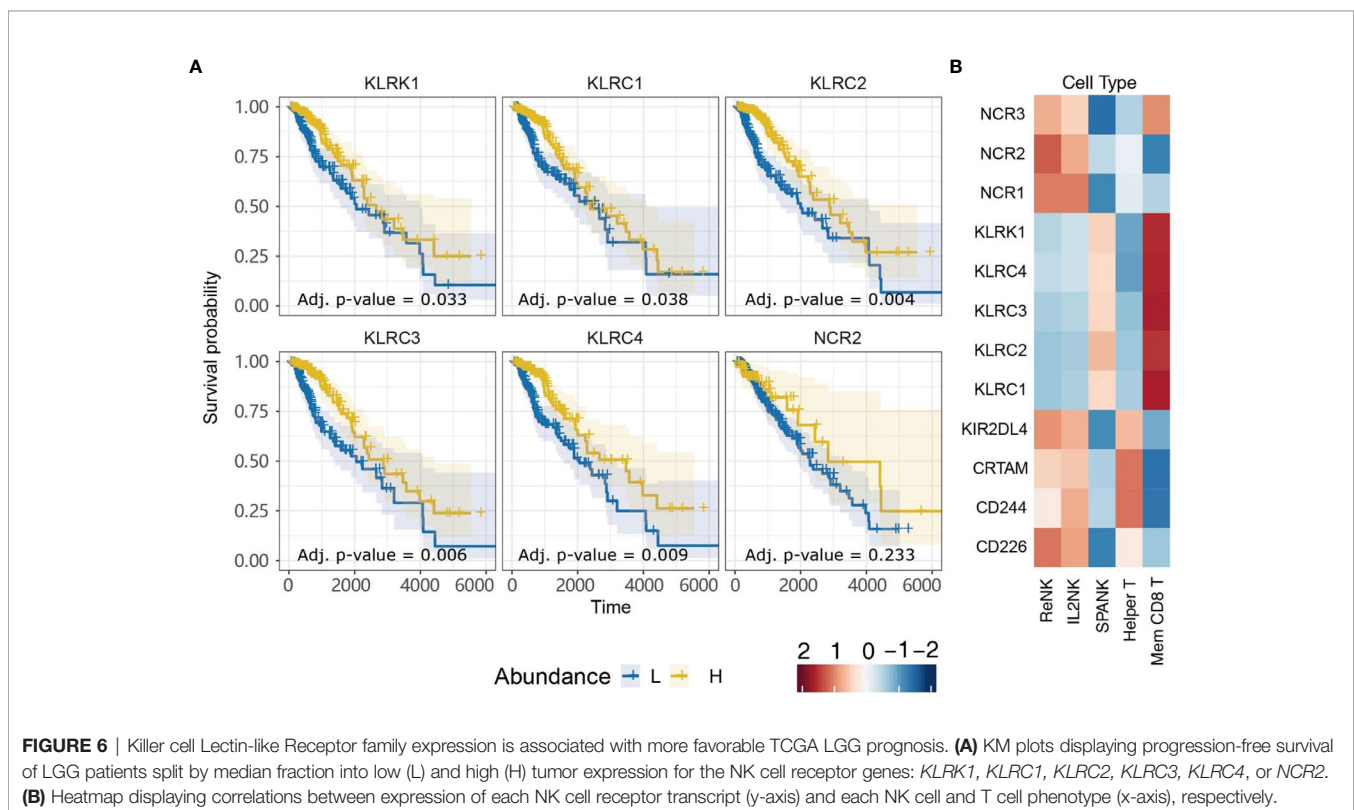 A
KLRK1
KLRC1
KLRC2
1.00
0.75
0.50
0.25
0.00
Adj. p-value = 0.033
Adj. p-value = 0.038
Adj. p-value = 0.004
KLRC3
KLRC4
NCR2
1.00
0.75
0.50
0.25
0.00
Adj. p-value = 0.006
Adj. p-value = 0.009
Adj. p-value = 0.233
0 2000 4000 6000
0 2000 4000 6000
0 2000 4000 6000
Survival probability
Time
Abundance L H
B
Cell Type
NCR3
NCR2
NCR1
KLRK1
KLRC4
KLRC3
KLRC2
KLRC1
KIR2DL4
CRTAM
CD244
CD226
ReNK
IL2NK
SPANK
Helper T
Mem CD8 T
2 1 0 -1 -2
FIGURE 6 | Killer cell Lectin-like Receptor family expression is associated with more favorable TCGA LGG prognosis. (A) KM plots displaying progression-free survival
of LGG patients split by median fraction into low (L) and high (H) tumor expression for the NK cell receptor genes: KLRK1, KLRC1, KLRC2, KLRC3, KLRC4, or NCR2.
(B) Heatmap displaying correlations between expression of each NK cell receptor transcript (y-axis) and each NK cell and T cell phenotype (x-axis), respectively.